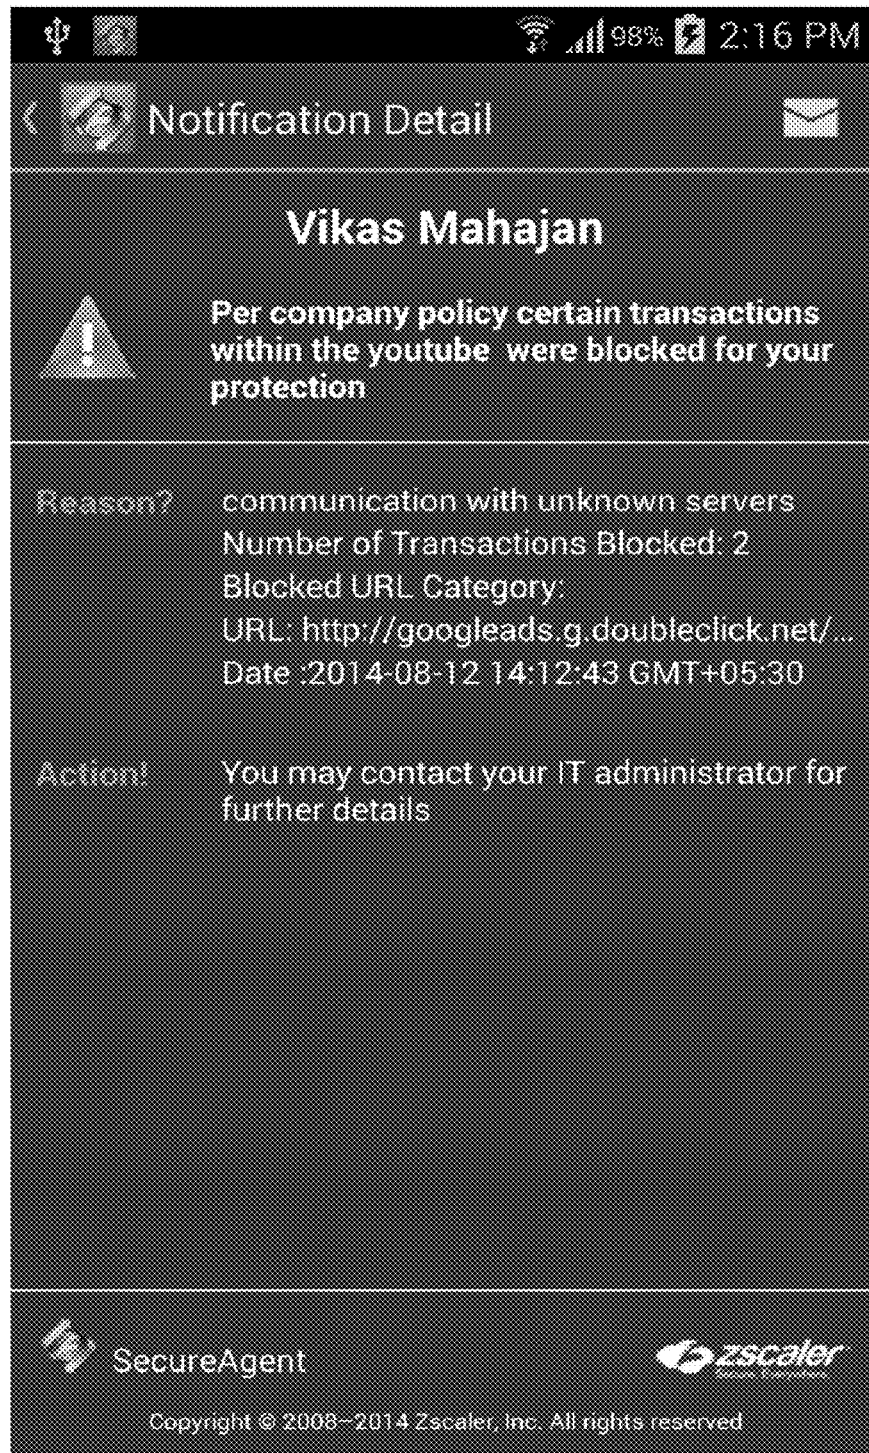 98% 2:16 PM
Notification Detail
Vikas Mahajan
Per company policy certain transactions
within the youtube  were blocked for your
protection
Reason?
communication with unknown servers
Number of Transactions Blocked: 2
Blocked URL Category:
URL: http://googleads.g.doubleclick.net/...
Date :2014-08-12 14:12:43 GMT+05:30
Action!
You may contact your IT administrator for
further details
SecureAgent
zscaler
Secure. Everywhere.
Copyright © 2008–2014 Zscaler, Inc. All rights reserved